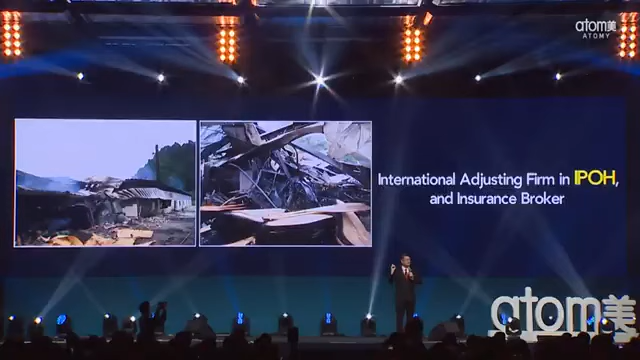 atom美
ATOMY
International Adjusting Firm in IPOH,
and Insurance Broker
atom美